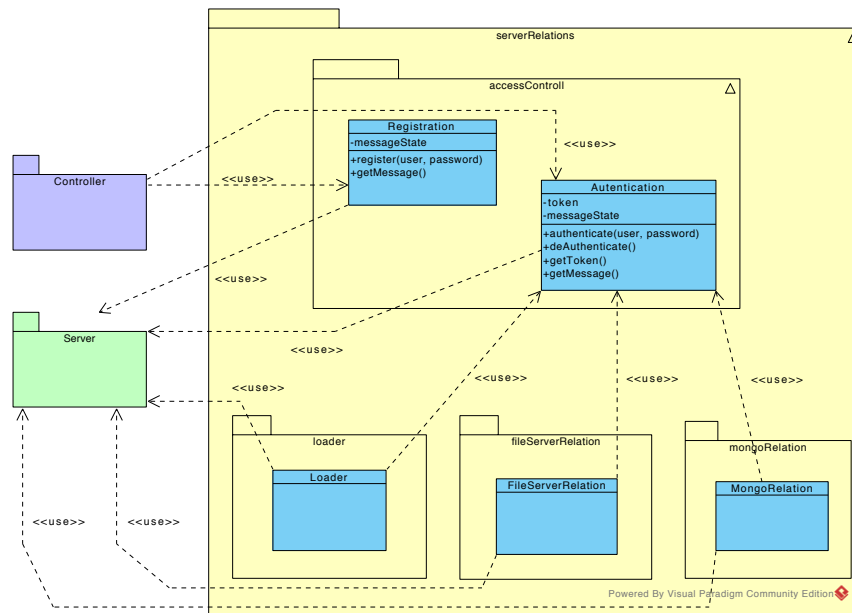 serverRelations
accessControll
Registration
-messageState
+register(user, password)
+getMessage()
<<use>>
Controller
<<use>>
Autentication
-token
-messageState
+authenticate(user, password)
+deAuthenticate()
+getToken()
+getMessage()
<<use>>
Server
<<use>>
<<use>>
<<use>>
<<use>>
<<use>>
loader
Loader
fileServerRelation
FileServerRelation
mongoRelation
MongoRelation
<<use>>
<<use>>
Powered By Visual Paradigm Community Edition